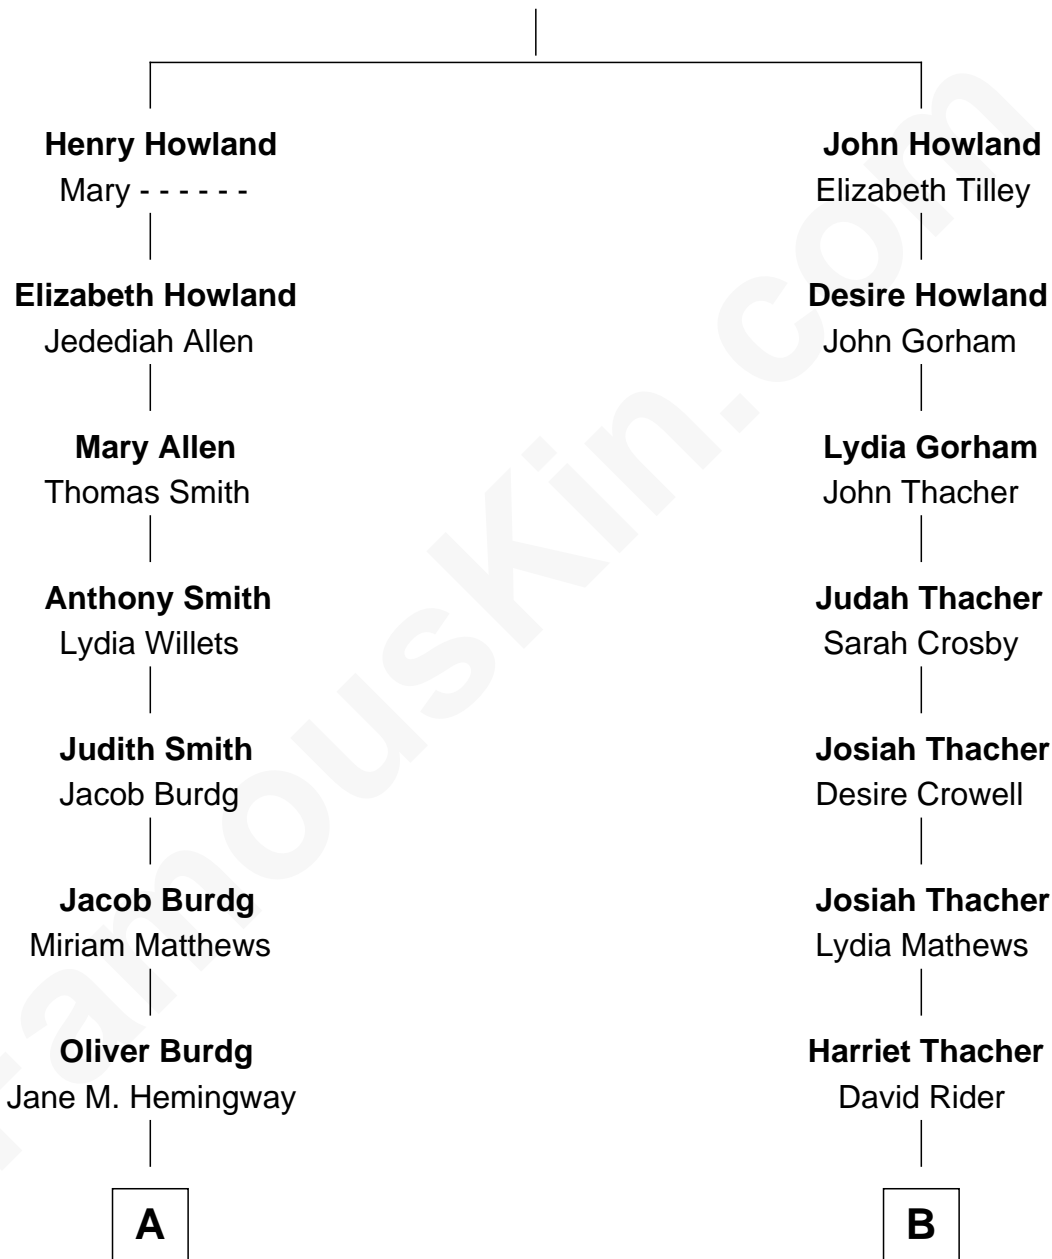 Henry Howland
Mary - - - - - -
Elizabeth Howland
Jedediah Allen
Mary Allen
Thomas Smith
Anthony Smith
Lydia Willets
Judith Smith
Jacob Burdg
Jacob Burdg
Miriam Matthews
Oliver Burdg
Jane M. Hemingway
A
John Howland
Elizabeth Tilley
Desire Howland
John Gorham
Lydia Gorham
John Thacher
Judah Thacher
Sarah Crosby
Josiah Thacher
Desire Crowell
Josiah Thacher
Lydia Mathews
Harriet Thacher
David Rider
B
FamousKin.com